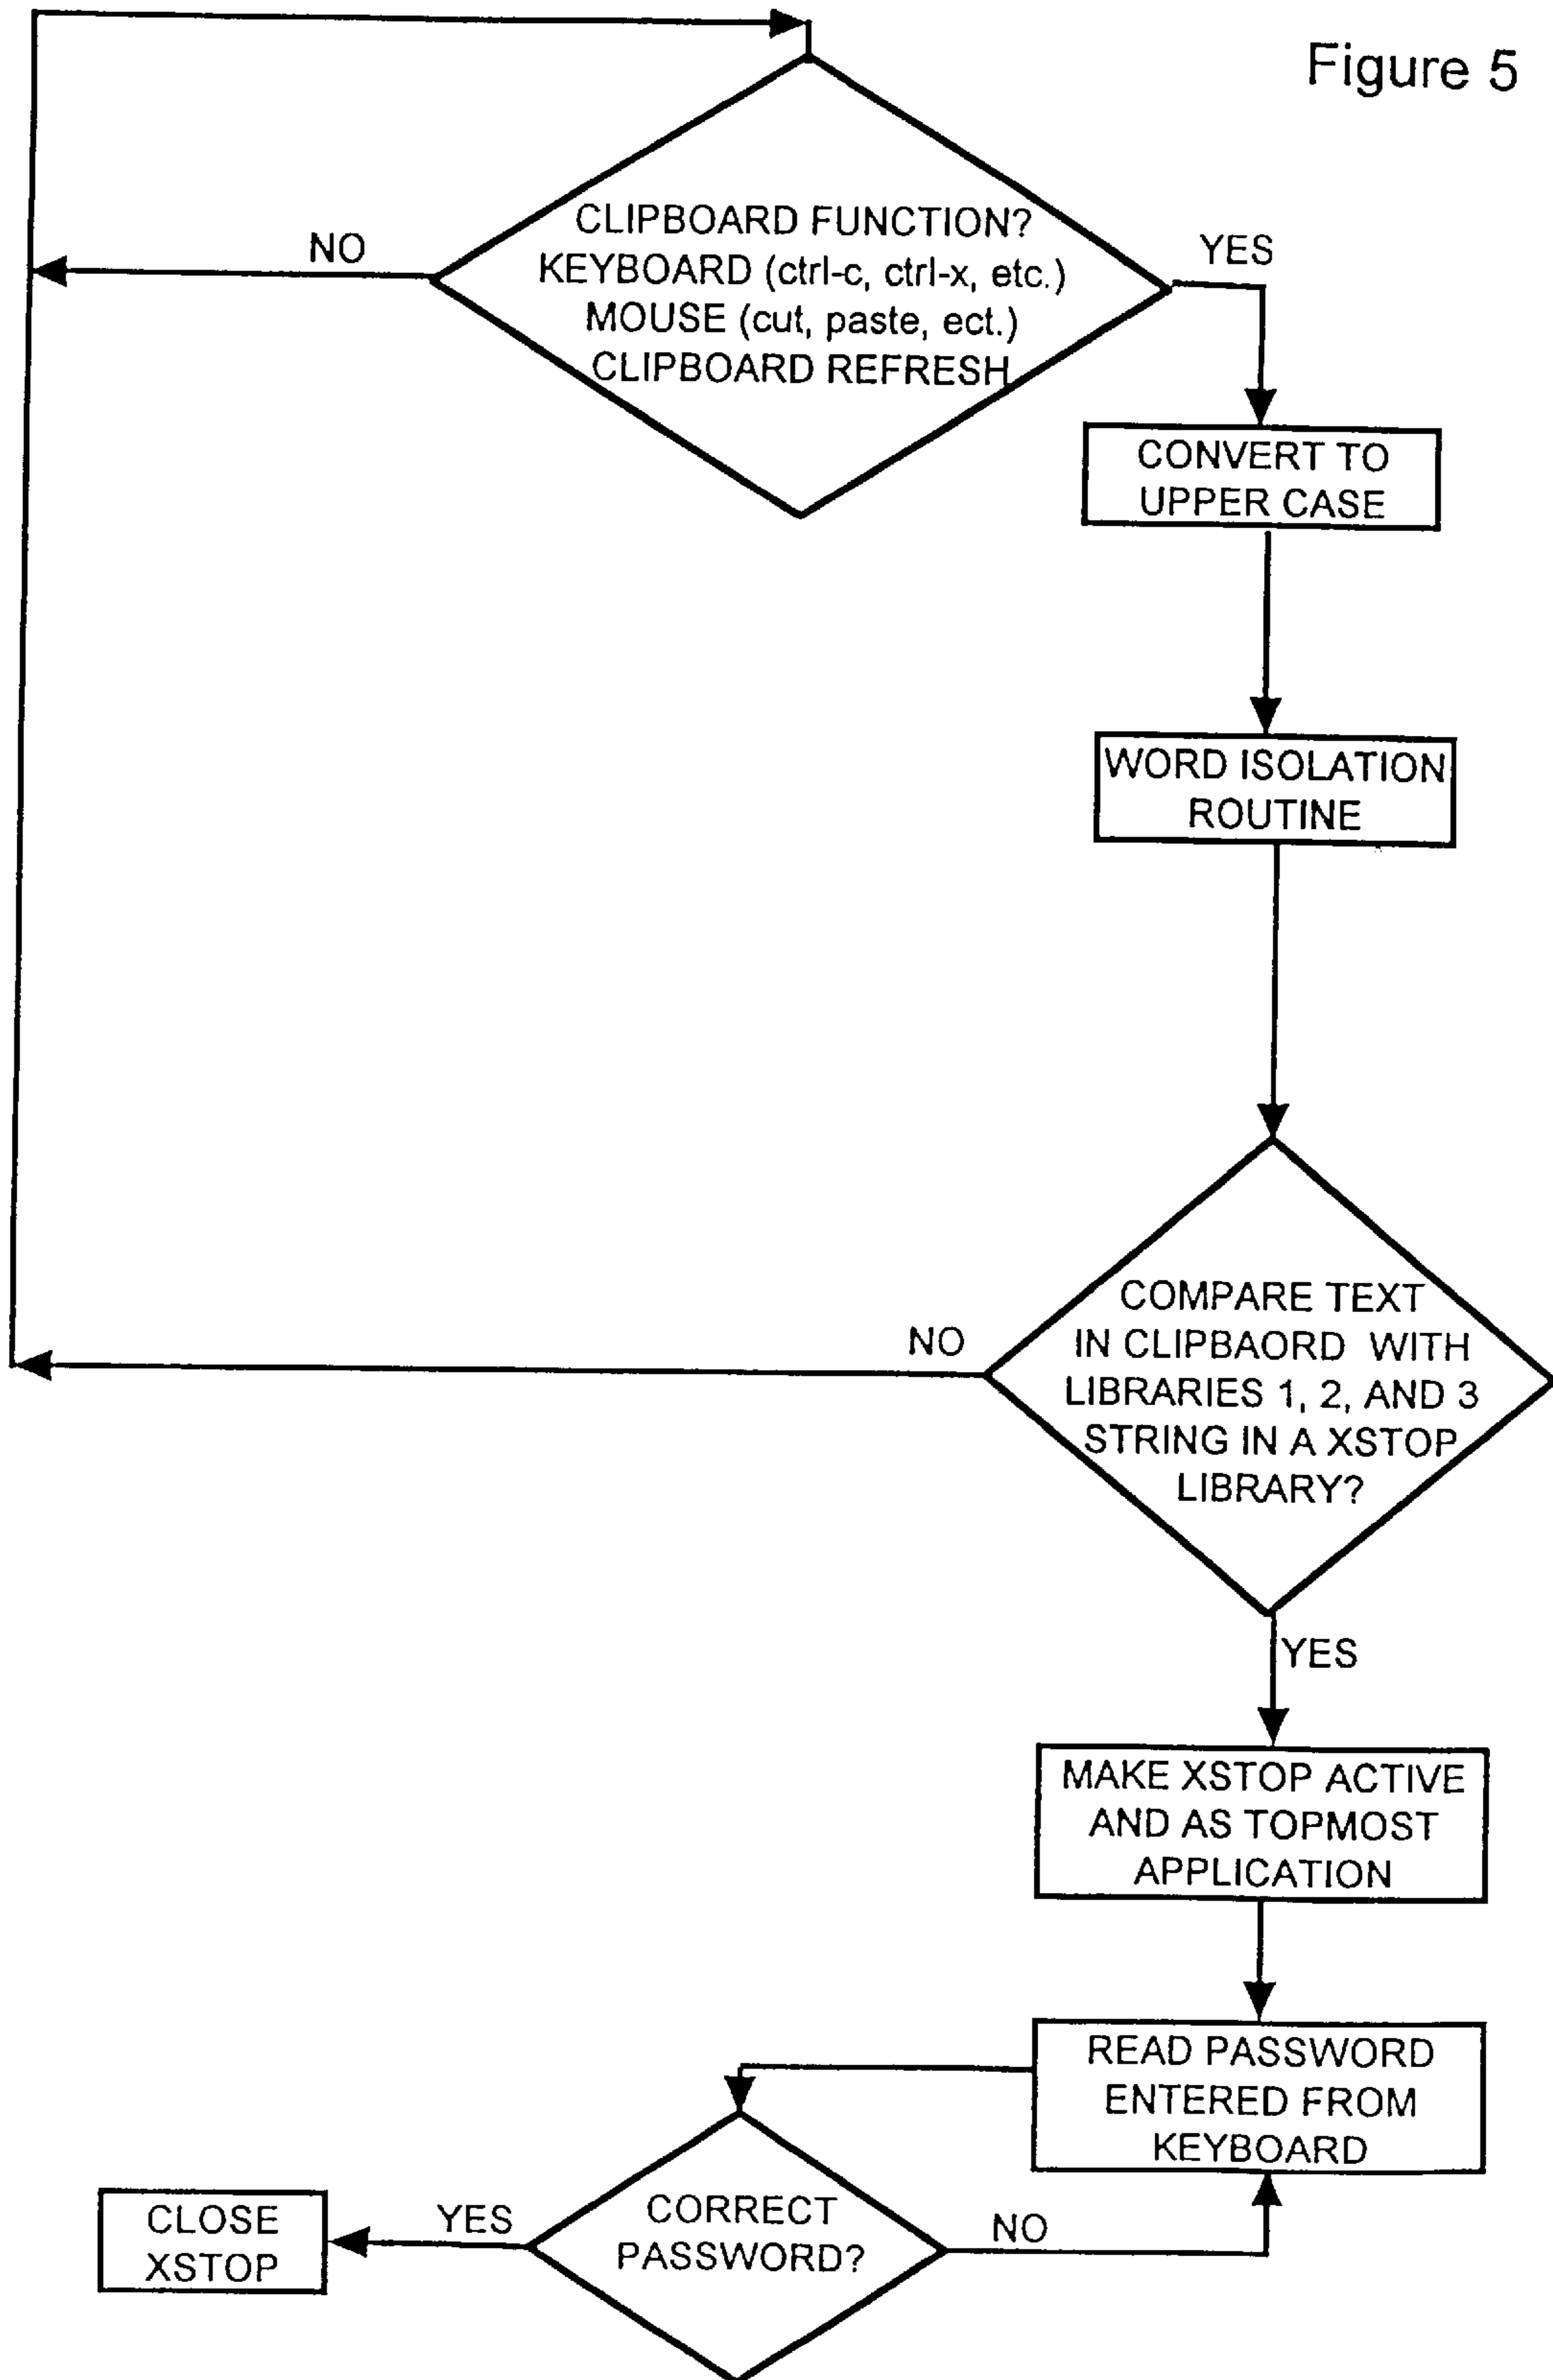 Figure 5
CLIPBOARD FUNCTION?
KEYBOARD (ctrl-c, ctrl-x, etc.)
MOUSE (cut, paste, ect.)
CLIPBOARD REFRESH
NO
YES
CONVERT TO
UPPER CASE
WORD ISOLATION
ROUTINE
COMPARE TEXT
IN CLIPBAORD WITH
LIBRARIES 1, 2, AND 3
STRING IN A XSTOP
LIBRARY?
NO
YES
MAKE XSTOP ACTIVE
AND AS TOPMOST
APPLICATION
READ PASSWORD
ENTERED FROM
KEYBOARD
CORRECT
PASSWORD?
NO
YES
CLOSE
XSTOP